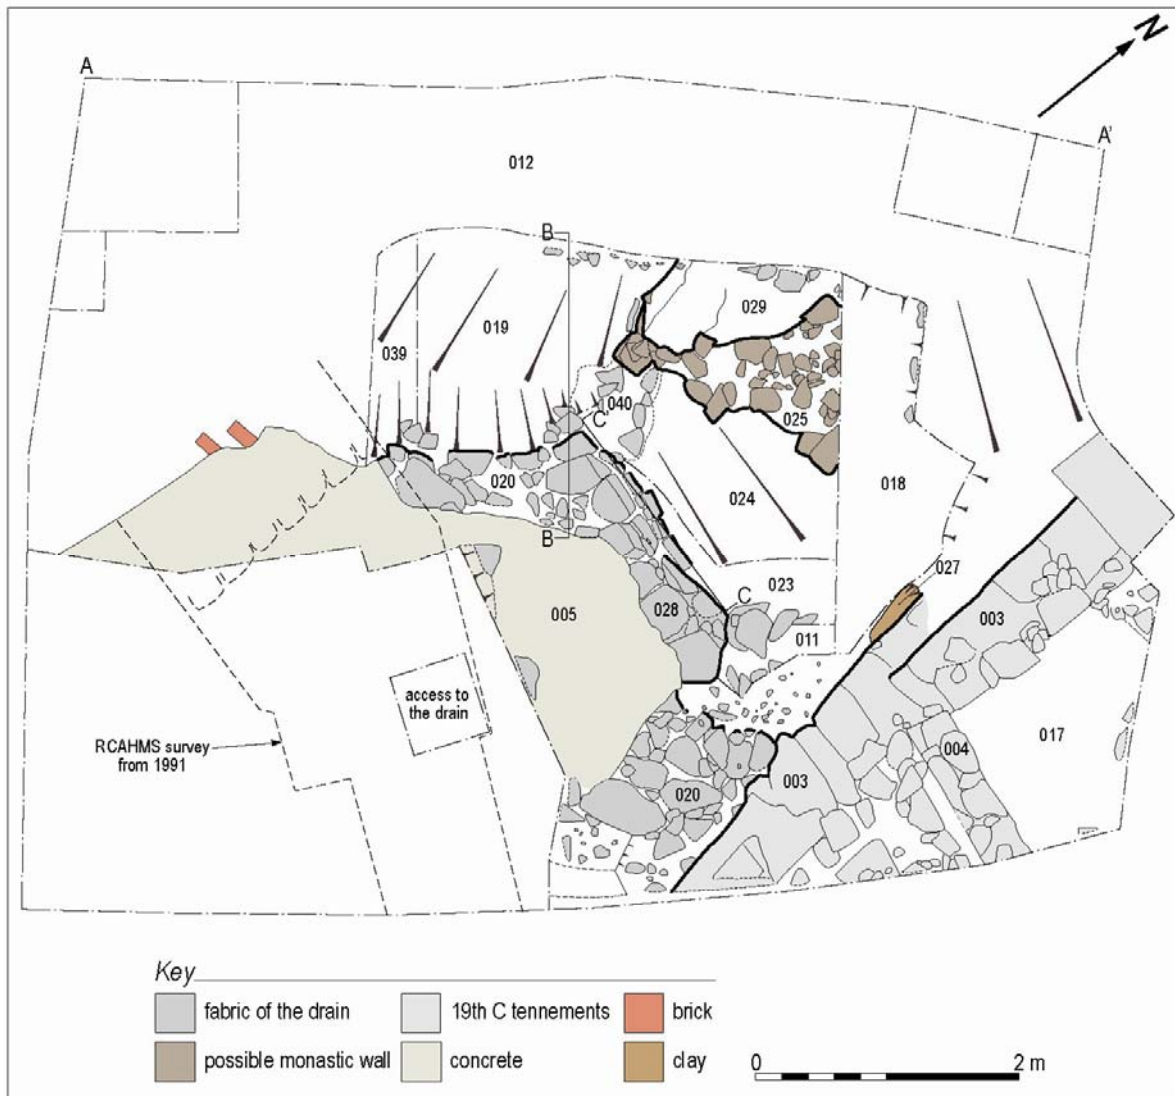 N
A
A'
012
B
029
019
039
040
C'
025
020
024
018
B
027
023
C
028
003
005
011
access to
the drain
017
RCAHMS survey
from 1991
004
003
020
Key
fabric of the drain
19th C tennements
brick
possible monastic wall
concrete
clay
0
2 m